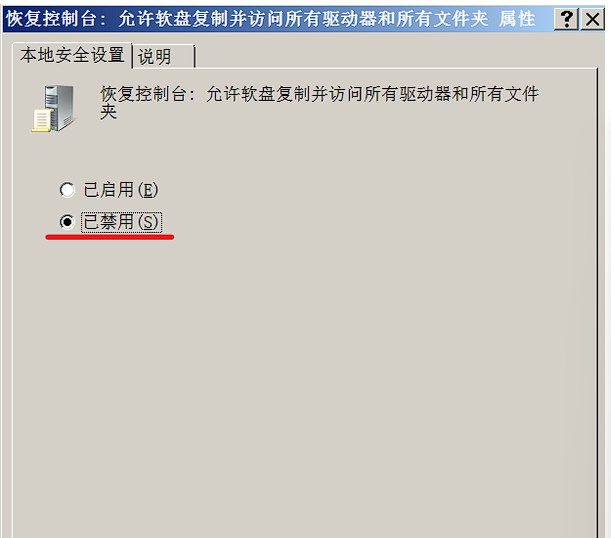 恢复控制台: 允许软盘复制并访问所有驱动器和所有文件夹 属性
本地安全设置 说明
恢复控制台: 允许软盘复制并访问所有驱动器和所有文件
夹
已启用(E)
已禁用(S)